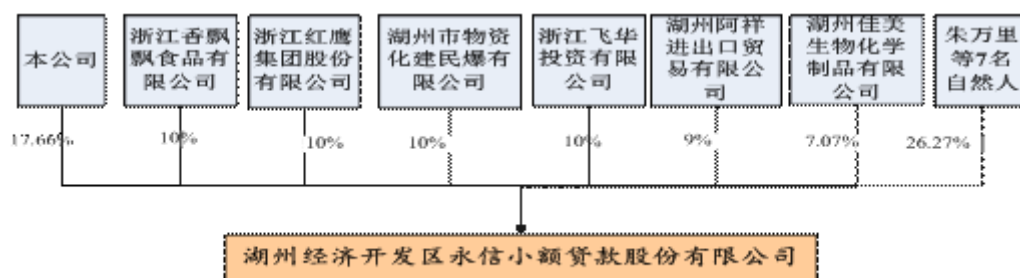 本公司
浙江香飘
飘食品有
限公司
浙江红鹰
集团股份
有限公司
湖州市物资
化建民爆有
限公司
浙江飞华
投资有限
公司
湖州阿祥
进出口贸
易有限公
司
湖州佳美
生物化学
制品有限
公司
朱万里
等7名
自然人
17.66%
10%
10%
10%
10%
9%
7.07%
26.27%
湖州经济开发区永信小额贷款股份有限公司